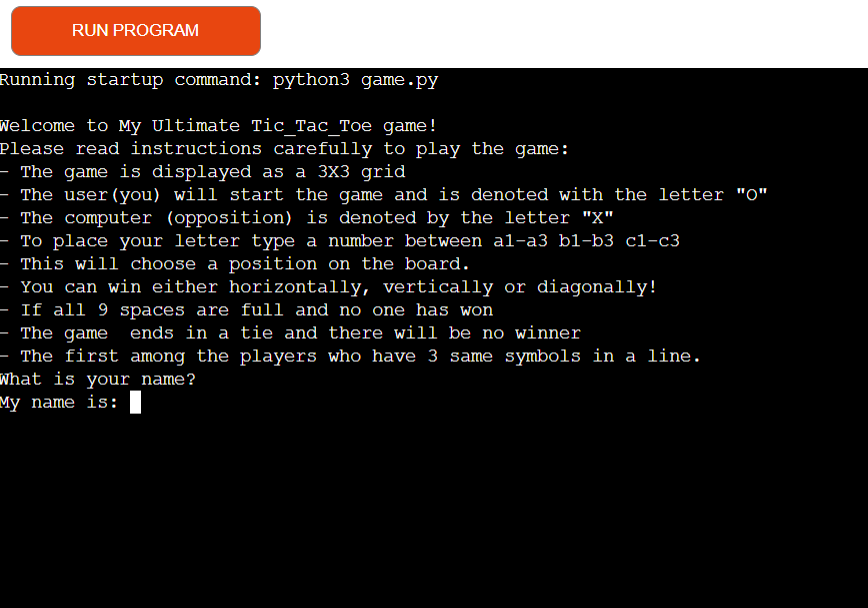 RUN PROGRAM
Running startup command: python3 game.py
Welcome to My Ultimate Tic_Tac_Toe game!
Please read instructions carefully to play the game:
- The game is displayed as a 3X3 grid
- The user(you) will start the game and is denoted with the letter "O"
- The computer (opposition) is denoted by the letter "X"
- To place your letter type a number between a1-a3 b1-b3 c1-c3
- This will choose a position on the board.
- You can win either horizontally, vertically or diagonally!
- If all 9 spaces are full and no one has won
- The game  ends in a tie and there will be no winner
- The first among the players who have 3 same symbols in a line.
What is your name?
My name is: